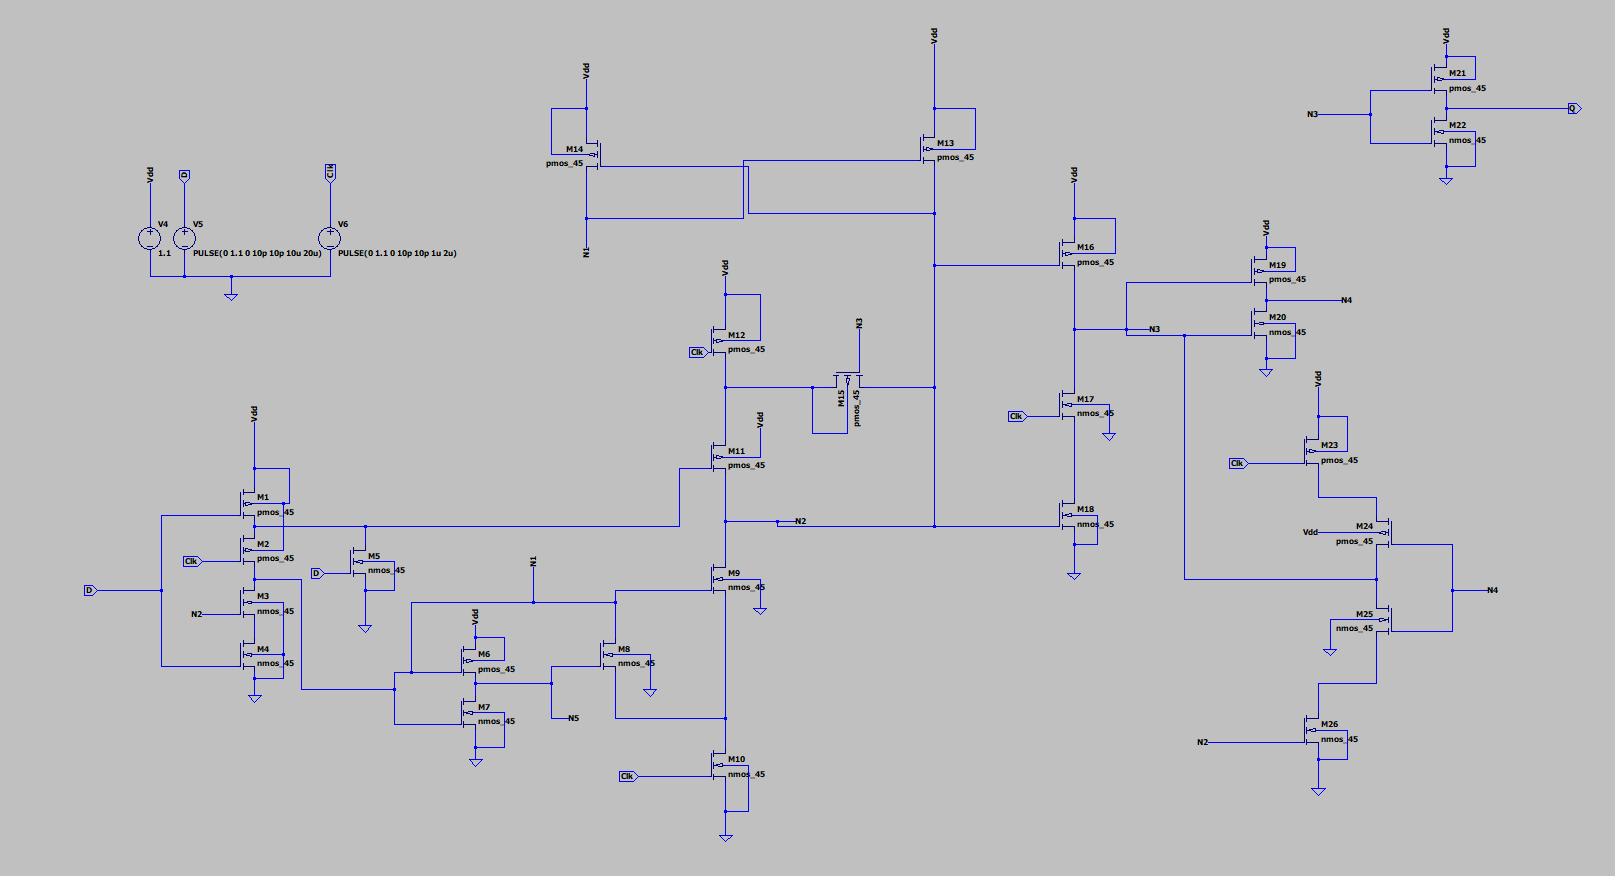 Vdd
Vdd
Vdd
M14
pmos_45
M13
pmos_45
M21
pmos_45
N3
Q
M22
nmos_45
Vdd
D
Clk
V4
1.1
V5
PULSE(0 1.1 0 10p 10p 10u 20u)
V6
PULSE(0 1.1 0 10p 10p 1u 2u)
N1
Vdd
M16
pmos_45
Vdd
M19
pmos_45
N4
M20
nmos_45
N3
Vdd
M12
pmos_45
Clk
N3
M15
pmos_45
Vdd
M11
pmos_45
M17
nmos_45
Clk
Vdd
M23
pmos_45
Clk
Vdd
M1
pmos_45
M2
pmos_45
Clk
M5
nmos_45
D
D
M3
nmos_45
N2
M4
nmos_45
N2
M18
nmos_45
M24
pmos_45
Vdd
N1
M9
nmos_45
N4
M25
nmos_45
Vdd
M6
pmos_45
M8
nmos_45
M7
nmos_45
N5
M10
nmos_45
Clk
M26
nmos_45
N2